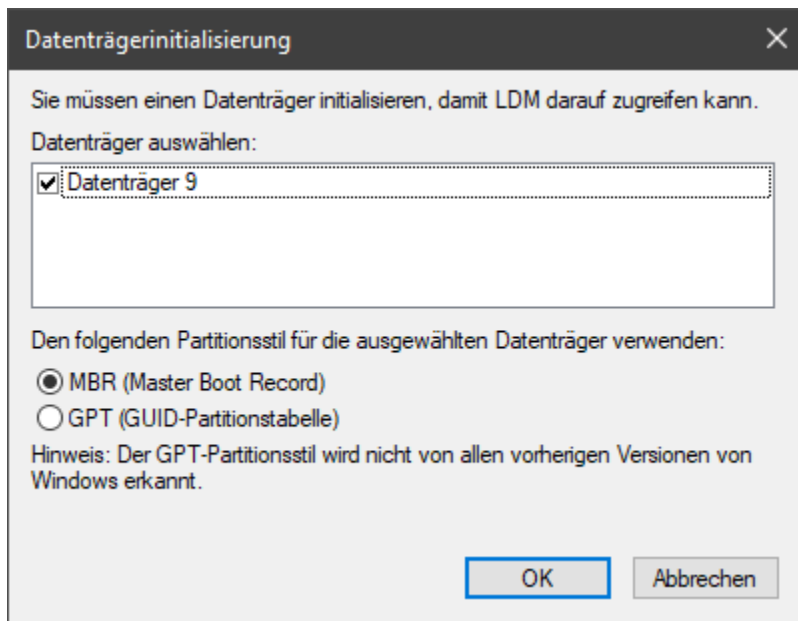 Datenträgerinitialisierung
Sie müssen einen Datenträger initialisieren, damit LDM darauf zugreifen kann.
Datenträger auswählen:
Datenträger 9
Den folgenden Partitionsstil für die ausgewählten Datenträger verwenden:
MBR (Master Boot Record)
GPT (GUID-Partitionstabelle)
Hinweis: Der GPT-Partitionsstil wird nicht von allen vorherigen Versionen von
Windows erkannt.
OK Abbrechen